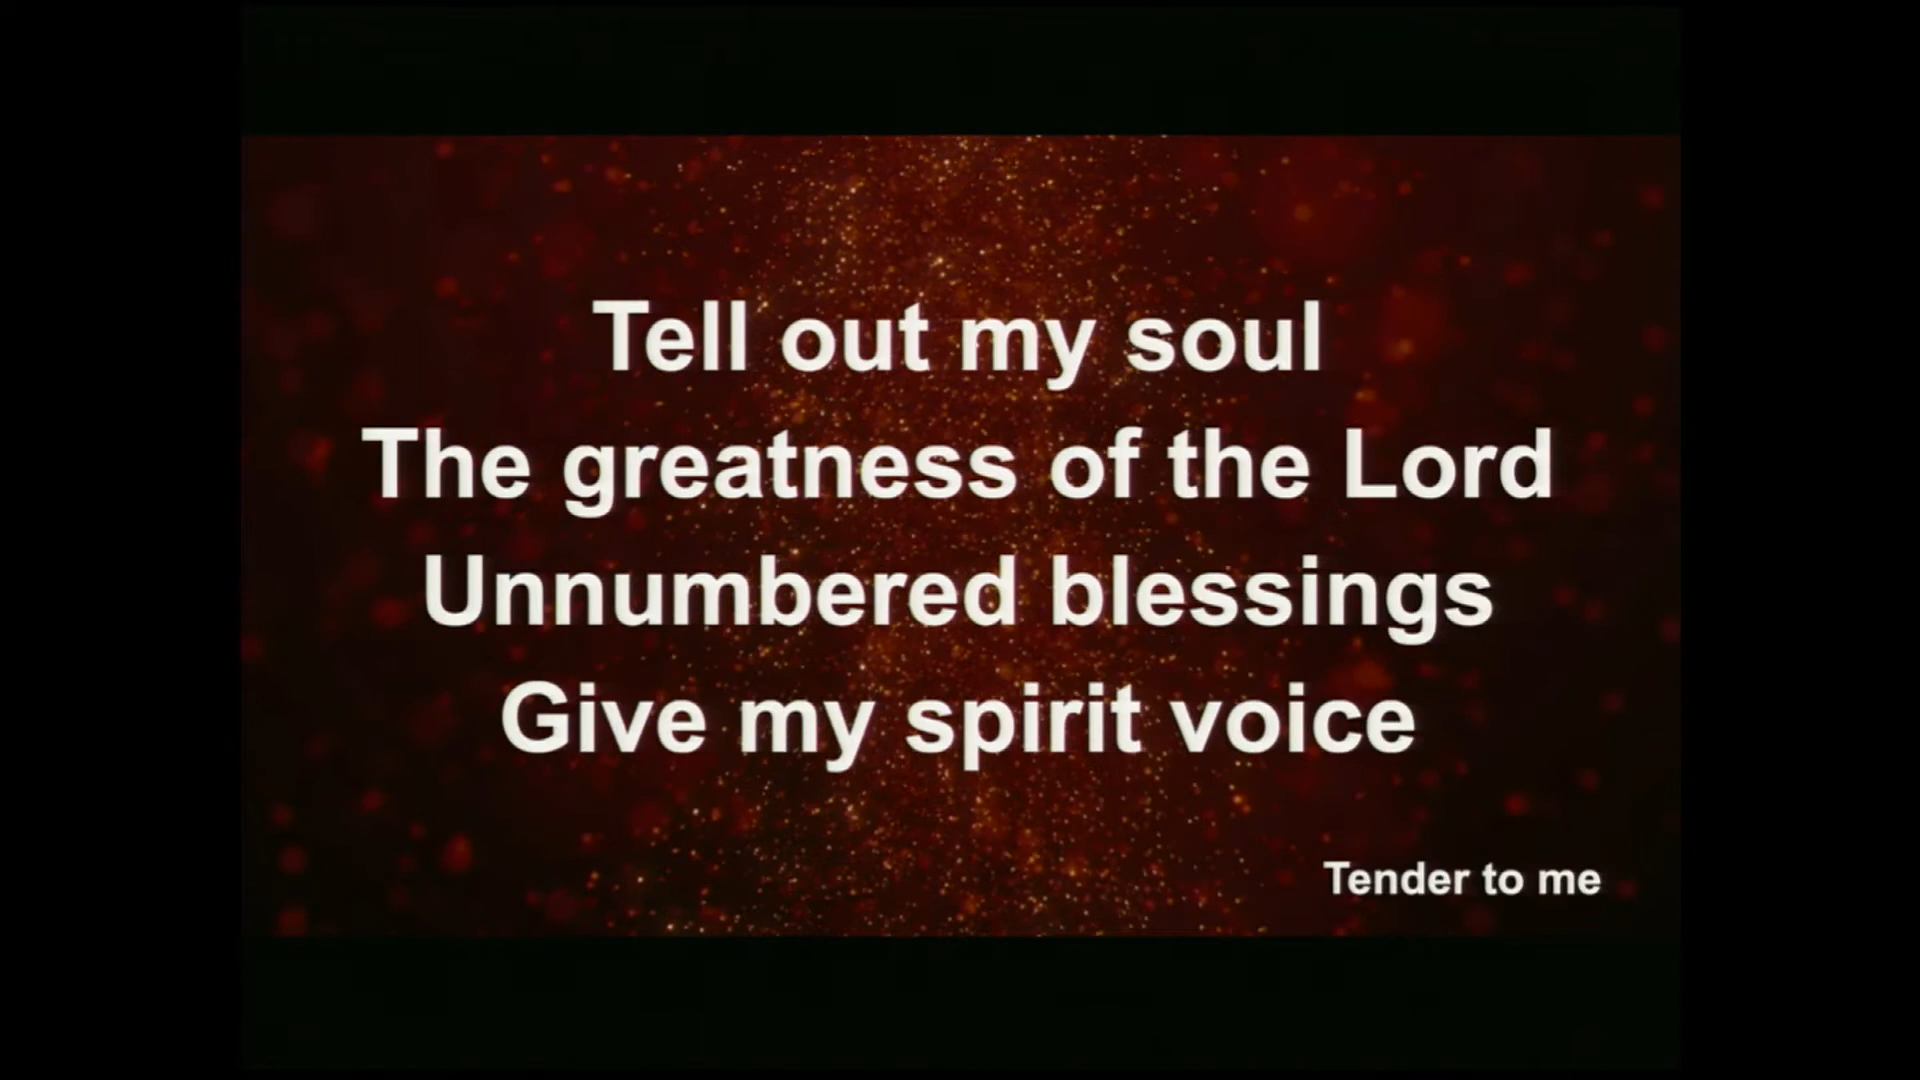 Tell out my soul
The greatness of the Lord
Unnumbered blessings
Give my spirit voice
Tender to me